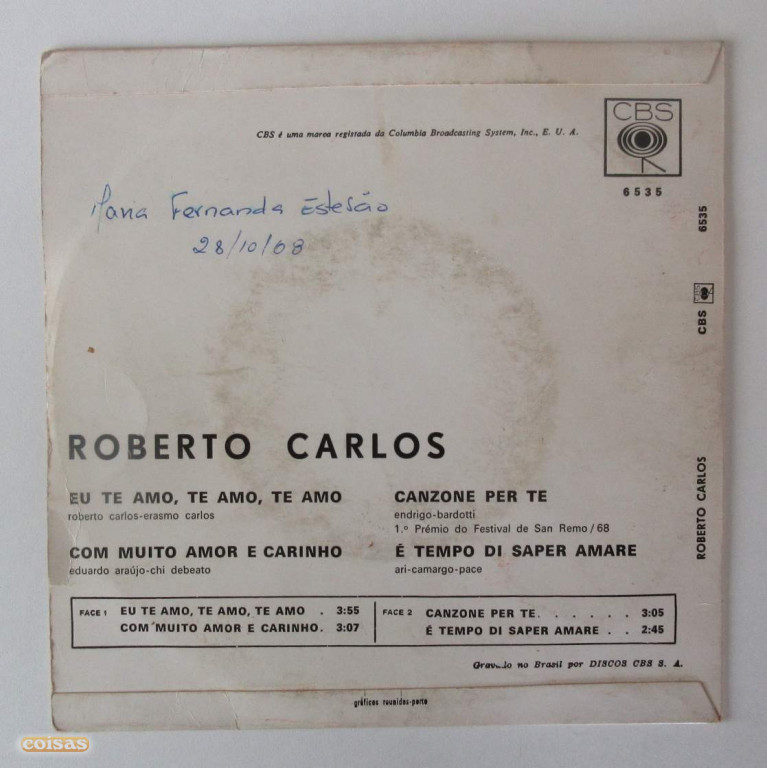 CBS é uma marca registada da Columbia Broadcasting System, Inc., E. U. A.
CBS
6535
6535
CBS
ROBERTO CARLOS
Maria Fernanda Estevão
28/10/68
ROBERTO CARLOS
EU TE AMO, TE AMO, TE AMO
roberto carlos-erasmo carlos
COM MUITO AMOR E CARINHO
eduardo araújo-chi debeato
CANZONE PER TE
endrigo-bardotti
1.º Prémio do Festival de San Remo/68
É TEMPO DI SAPER AMARE
ari-camargo-pace
FACE 1 EU TE AMO, TE AMO, TE AMO . 3:55
COM MUITO AMOR E CARINHO. 3:07
FACE 2 CANZONE PER TE. . . . . . 3:05
É TEMPO DI SAPER AMARE . . 2:45
Gravado no Brasil por DISCOS CBS S. A.
gráficos reunidos-porto
coisas